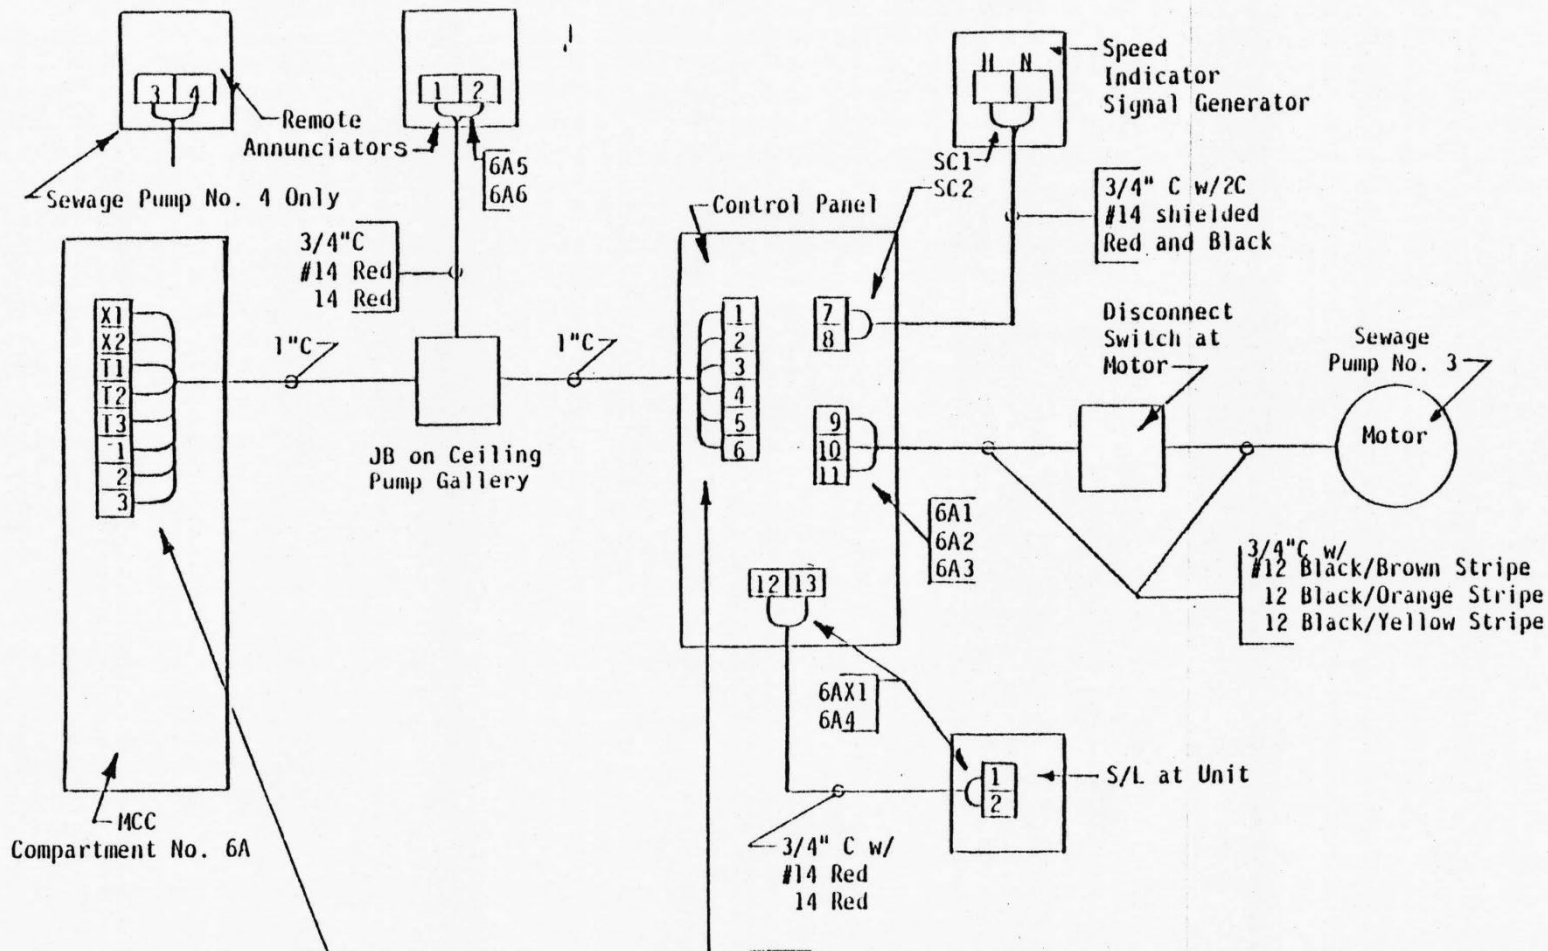 3 4
Remote
Annunciators
1 2
6A5
6A6
Sewage Pump No. 4 Only
3/4"C
#14 Red
14 Red
N
Speed
Indicator
Signal Generator
SC1
SC2
3/4" C w/2C
#14 shielded
Red and Black
Control Panel
X1
X2
T1
T2
T3
1
2
3
1"C
JB on Ceiling
Pump Gallery
1"C
1
2
3
4
5
6
7
8
9
10
11
12 13
Disconnect
Switch at
Motor
Sewage
Pump No. 3
Motor
6A1
6A2
6A3
3/4"C w/
#12 Black/Brown Stripe
12 Black/Orange Stripe
12 Black/Yellow Stripe
6AX1
6A4
1
2
S/L at Unit
3/4" C w/
#14 Red
14 Red
MCC
Compartment No. 6A